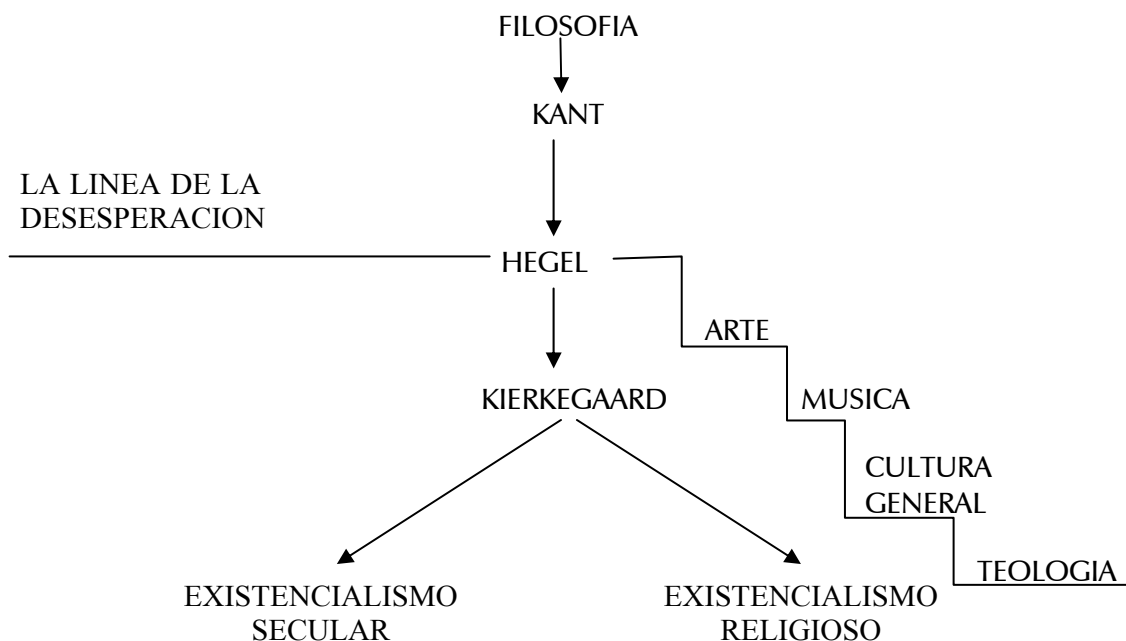 FILOSOFIA
KANT
LA LINEA DE LA
DESESPERACION
HEGEL
ARTE
KIERKEGAARD
MUSICA
CULTURA
GENERAL
TEOLOGIA
EXISTENCIALISMO
SECULAR
EXISTENCIALISMO
RELIGIOSO